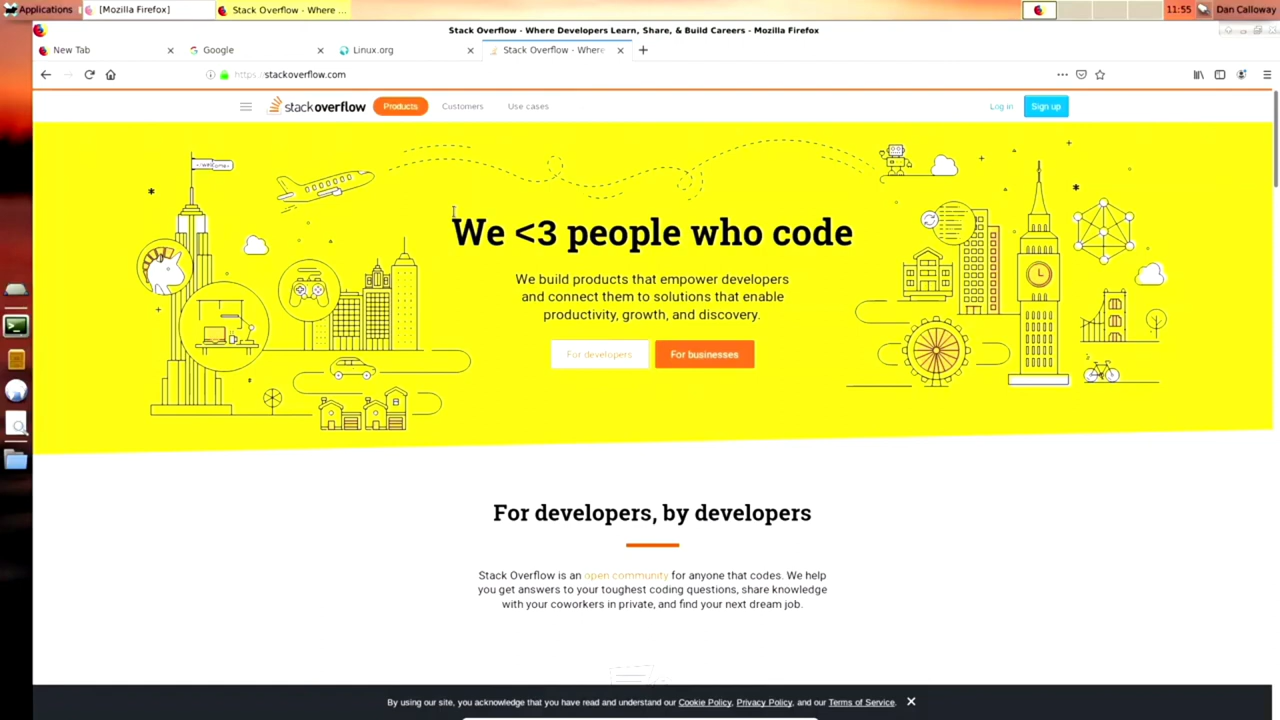 Applications
[Mozilla Firefox]
Stack Overflow - Where ...
11:55
Dan Calloway
Stack Overflow - Where Developers Learn, Share, & Build Careers - Mozilla Firefox
New Tab
Google
Linux.org
Stack Overflow - Where
https://stackoverflow.com
stackoverflow
Products
Customers
Use cases
Log in
Sign up
We <3 people who code
We build products that empower developers
and connect them to solutions that enable
productivity, growth, and discovery.
For developers
For businesses
For developers, by developers
Stack Overflow is an open community for anyone that codes. We help
you get answers to your toughest coding questions, share knowledge
with your coworkers in private, and find your next dream job.
By using our site, you acknowledge that you have read and understand our Cookie Policy, Privacy Policy, and our Terms of Service.